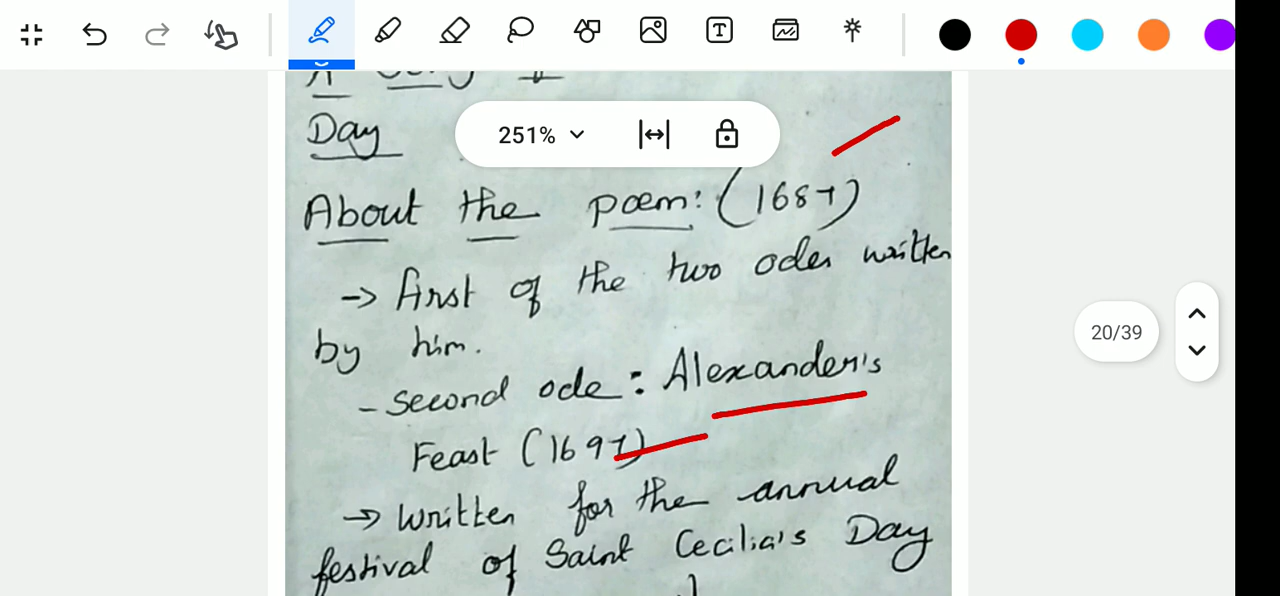 251%
Day
About the poem: (1687)
→ first of the two odes written
by him.
- second ode : Alexander's
Feast (1697)
→ written for the annual
festival of Saint Cecilia's Day
20/39